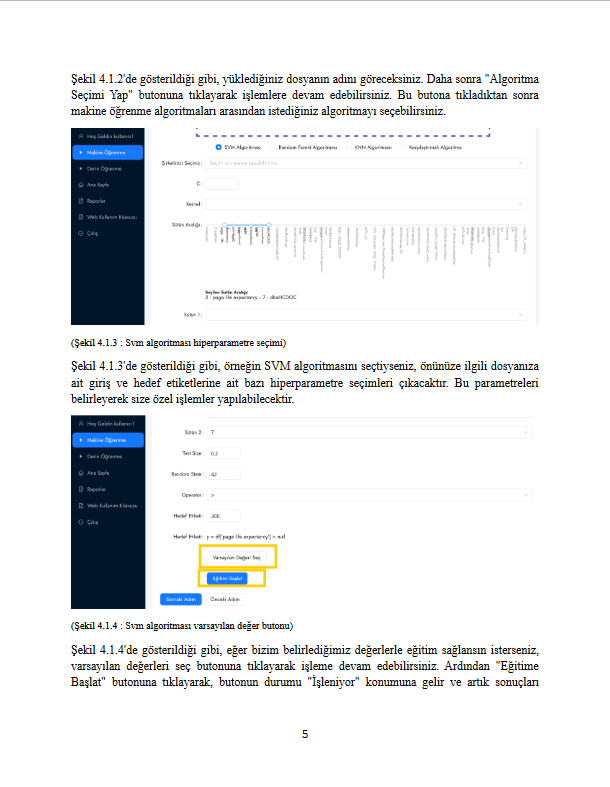 Şekil 4.1.2'de gösterildiği gibi, yüklediğiniz dosyanın adını göreceksiniz. Daha sonra "Algoritma
Seçimi Yap" butonuna tıklayarak işlemlere devam edebilirsiniz. Bu butona tıkladıktan sonra
makine öğrenme algoritmaları arasından istediğiniz algoritmayı seçebilirsiniz.
Hoş Geldin kullanıcı1
Makine Öğrenme
Derin Öğrenme
Ana Sayfa
Raporlar
Web Kullanım Kılavuzu
Çıkış
SVM Algoritması Random Forest Algoritması KNN Algoritması Karşılaştırmalı Algoritma
Şirketinizi Seçiniz: Seçim için arama yapabilirsiniz
C:
Kernel:
Sütun Aralığı:
Seçilen Sütün Aralığı:
2 : page life expectancy - 7 : dbaHCDOC
Sütün 1:
(Şekil 4.1.3 : Svm algoritması hiperparametre seçimi)
Şekil 4.1.3'de gösterildiği gibi, örneğin SVM algoritmasını seçtiyseniz, önünüze ilgili dosyanıza
ait giriş ve hedef etiketlerine ait bazı hiperparametre seçimleri çıkacaktır. Bu parametreleri
belirleyerek size özel işlemler yapılabilecektir.
Hoş Geldin kullanıcı1
Makine Öğrenme
Derin Öğrenme
Ana Sayfa
Raporlar
Web Kullanım Kılavuzu
Çıkış
Sütün 2: 7
Test Size: 0.2
Random State: 42
Operator: >
Hedef Etiketi: 300
Hedef Etiketi: y = df['page life expectancy'] > null
Varsayılan Değeri Seç
Eğitime Başlat
Sonraki Adım Önceki Adım
(Şekil 4.1.4 : Svm algoritması varsayılan değer butonu)
Şekil 4.1.4'de gösterildiği gibi, eğer bizim belirlediğimiz değerlerle eğitim sağlansın isterseniz,
varsayılan değerleri seç butonuna tıklayarak işleme devam edebilirsiniz. Ardından "Eğitime
Başlat" butonuna tıklayarak, butonun durumu "İşleniyor" konumuna gelir ve artık sonuçları
5